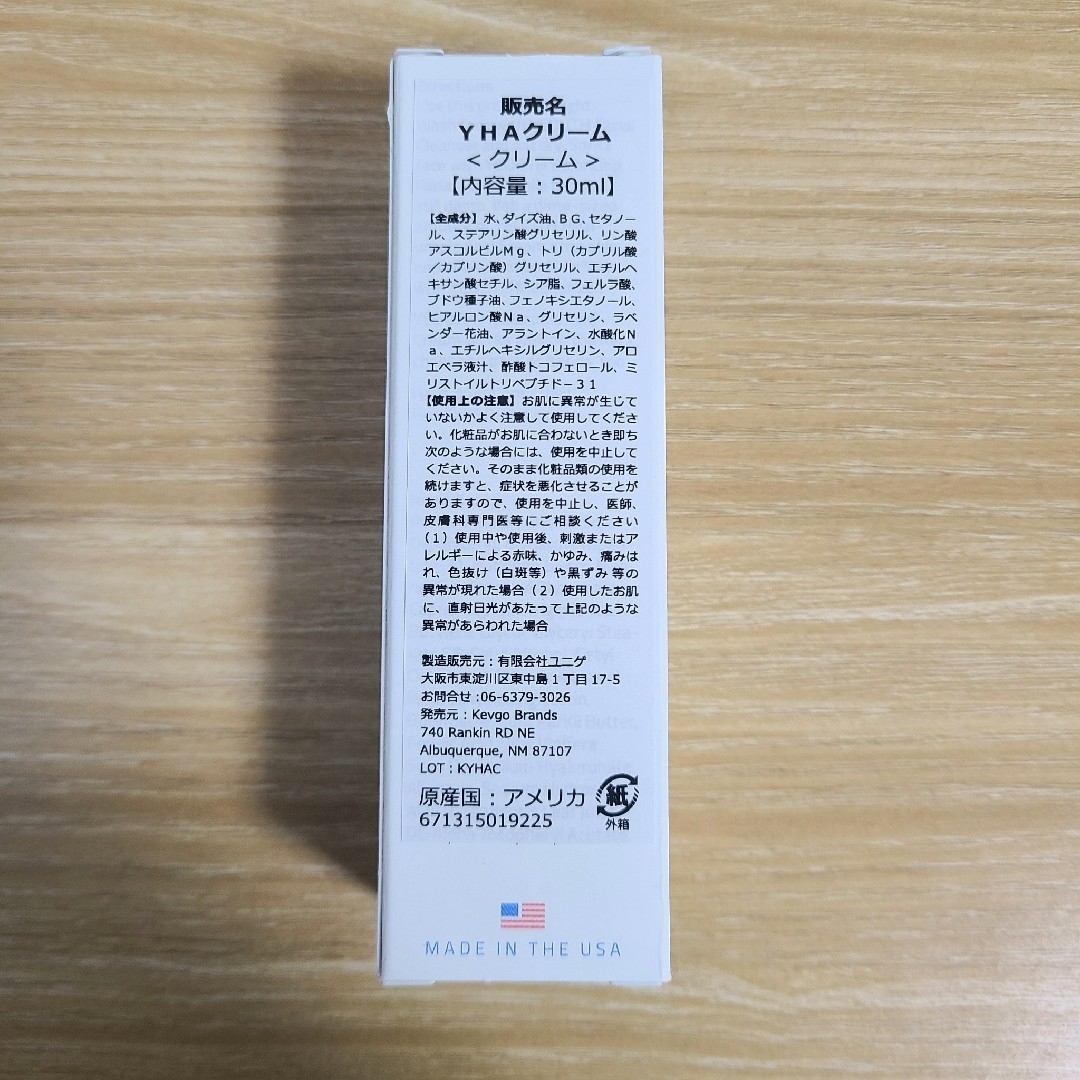 販売名
YHAクリーム
<クリーム>
【内容量：30ml】
【全成分】水、ダイズ油、BG、セタノー
ル、ステアリン酸グリセリル、リン酸
アスコルビルMg、トリ（カプリル酸
／カプリン酸）グリセリル、エチルヘ
キサン酸セチル、シア脂、フェルラ酸、
ブドウ種子油、フェノキシエタノール、
ヒアルロン酸Na、グリセリン、ラベ
ンダー花油、アラントイン、水酸化N
a、エチルヘキシルグリセリン、アロ
エベラ液汁、酢酸トコフェロール、ミ
リストイルトリペプチド－31
【使用上の注意】お肌に異常が生じて
いないかよく注意して使用してくださ
い。化粧品がお肌に合わないとき即ち
次のような場合には、使用を中止して
ください。そのまま化粧品類の使用を
続けますと、症状を悪化させることが
ありますので、使用を中止し、医師、
皮膚科専門医等にご相談ください
（1）使用中や使用後、刺激またはア
レルギーによる赤味、かゆみ、痛みは
れ、色抜け（白斑等）や黒ずみ等の
異常が現れた場合（2）使用したお肌
に、直射日光があたって上記のような
異常があらわれた場合
製造販売元：有限会社ユニゲ
大阪市東淀川区東中島1丁目17-5
お問合せ:06-6379-3026
発売元：Kevgo Brands
740 Rankin RD NE
Albuquerque, NM 87107
LOT：KYHAC
原産国：アメリカ
紙
外箱
671315019225
MADE IN THE USA